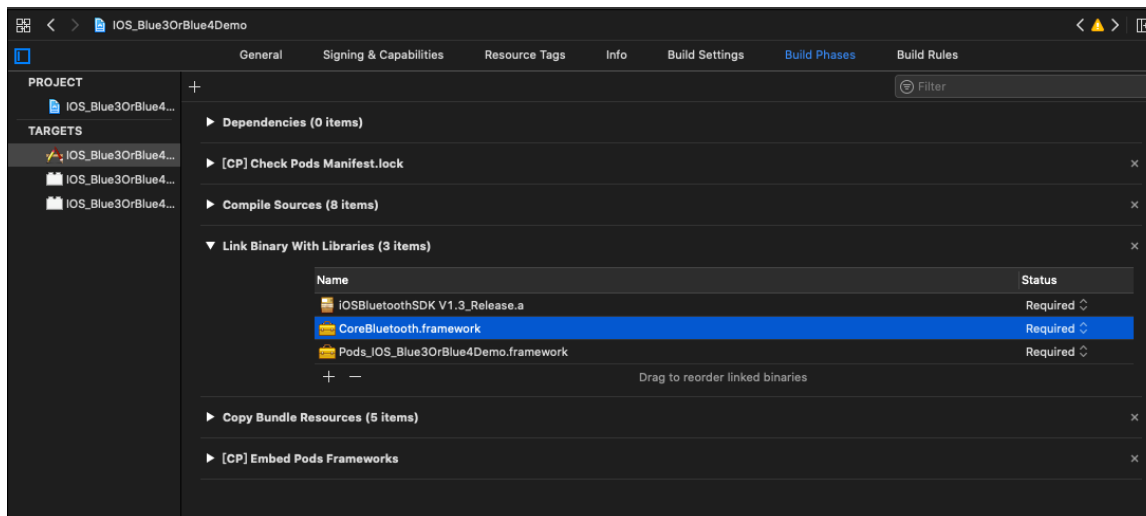 IOS_Blue3OrBlue4Demo
General Signing & Capabilities Resource Tags Info Build Settings Build Phases Build Rules
PROJECT
IOS_Blue3OrBlue4...
TARGETS
IOS_Blue3OrBlue4...
IOS_Blue3OrBlue4...
IOS_Blue3OrBlue4...
Filter
Dependencies (0 items)
[CP] Check Pods Manifest.lock
Compile Sources (8 items)
Link Binary With Libraries (3 items)
Name Status
iOSBluetoothSDK V1.3_Release.a Required
CoreBluetooth.framework Required
Pods_IOS_Blue3OrBlue4Demo.framework Required
Drag to reorder linked binaries
Copy Bundle Resources (5 items)
[CP] Embed Pods Frameworks